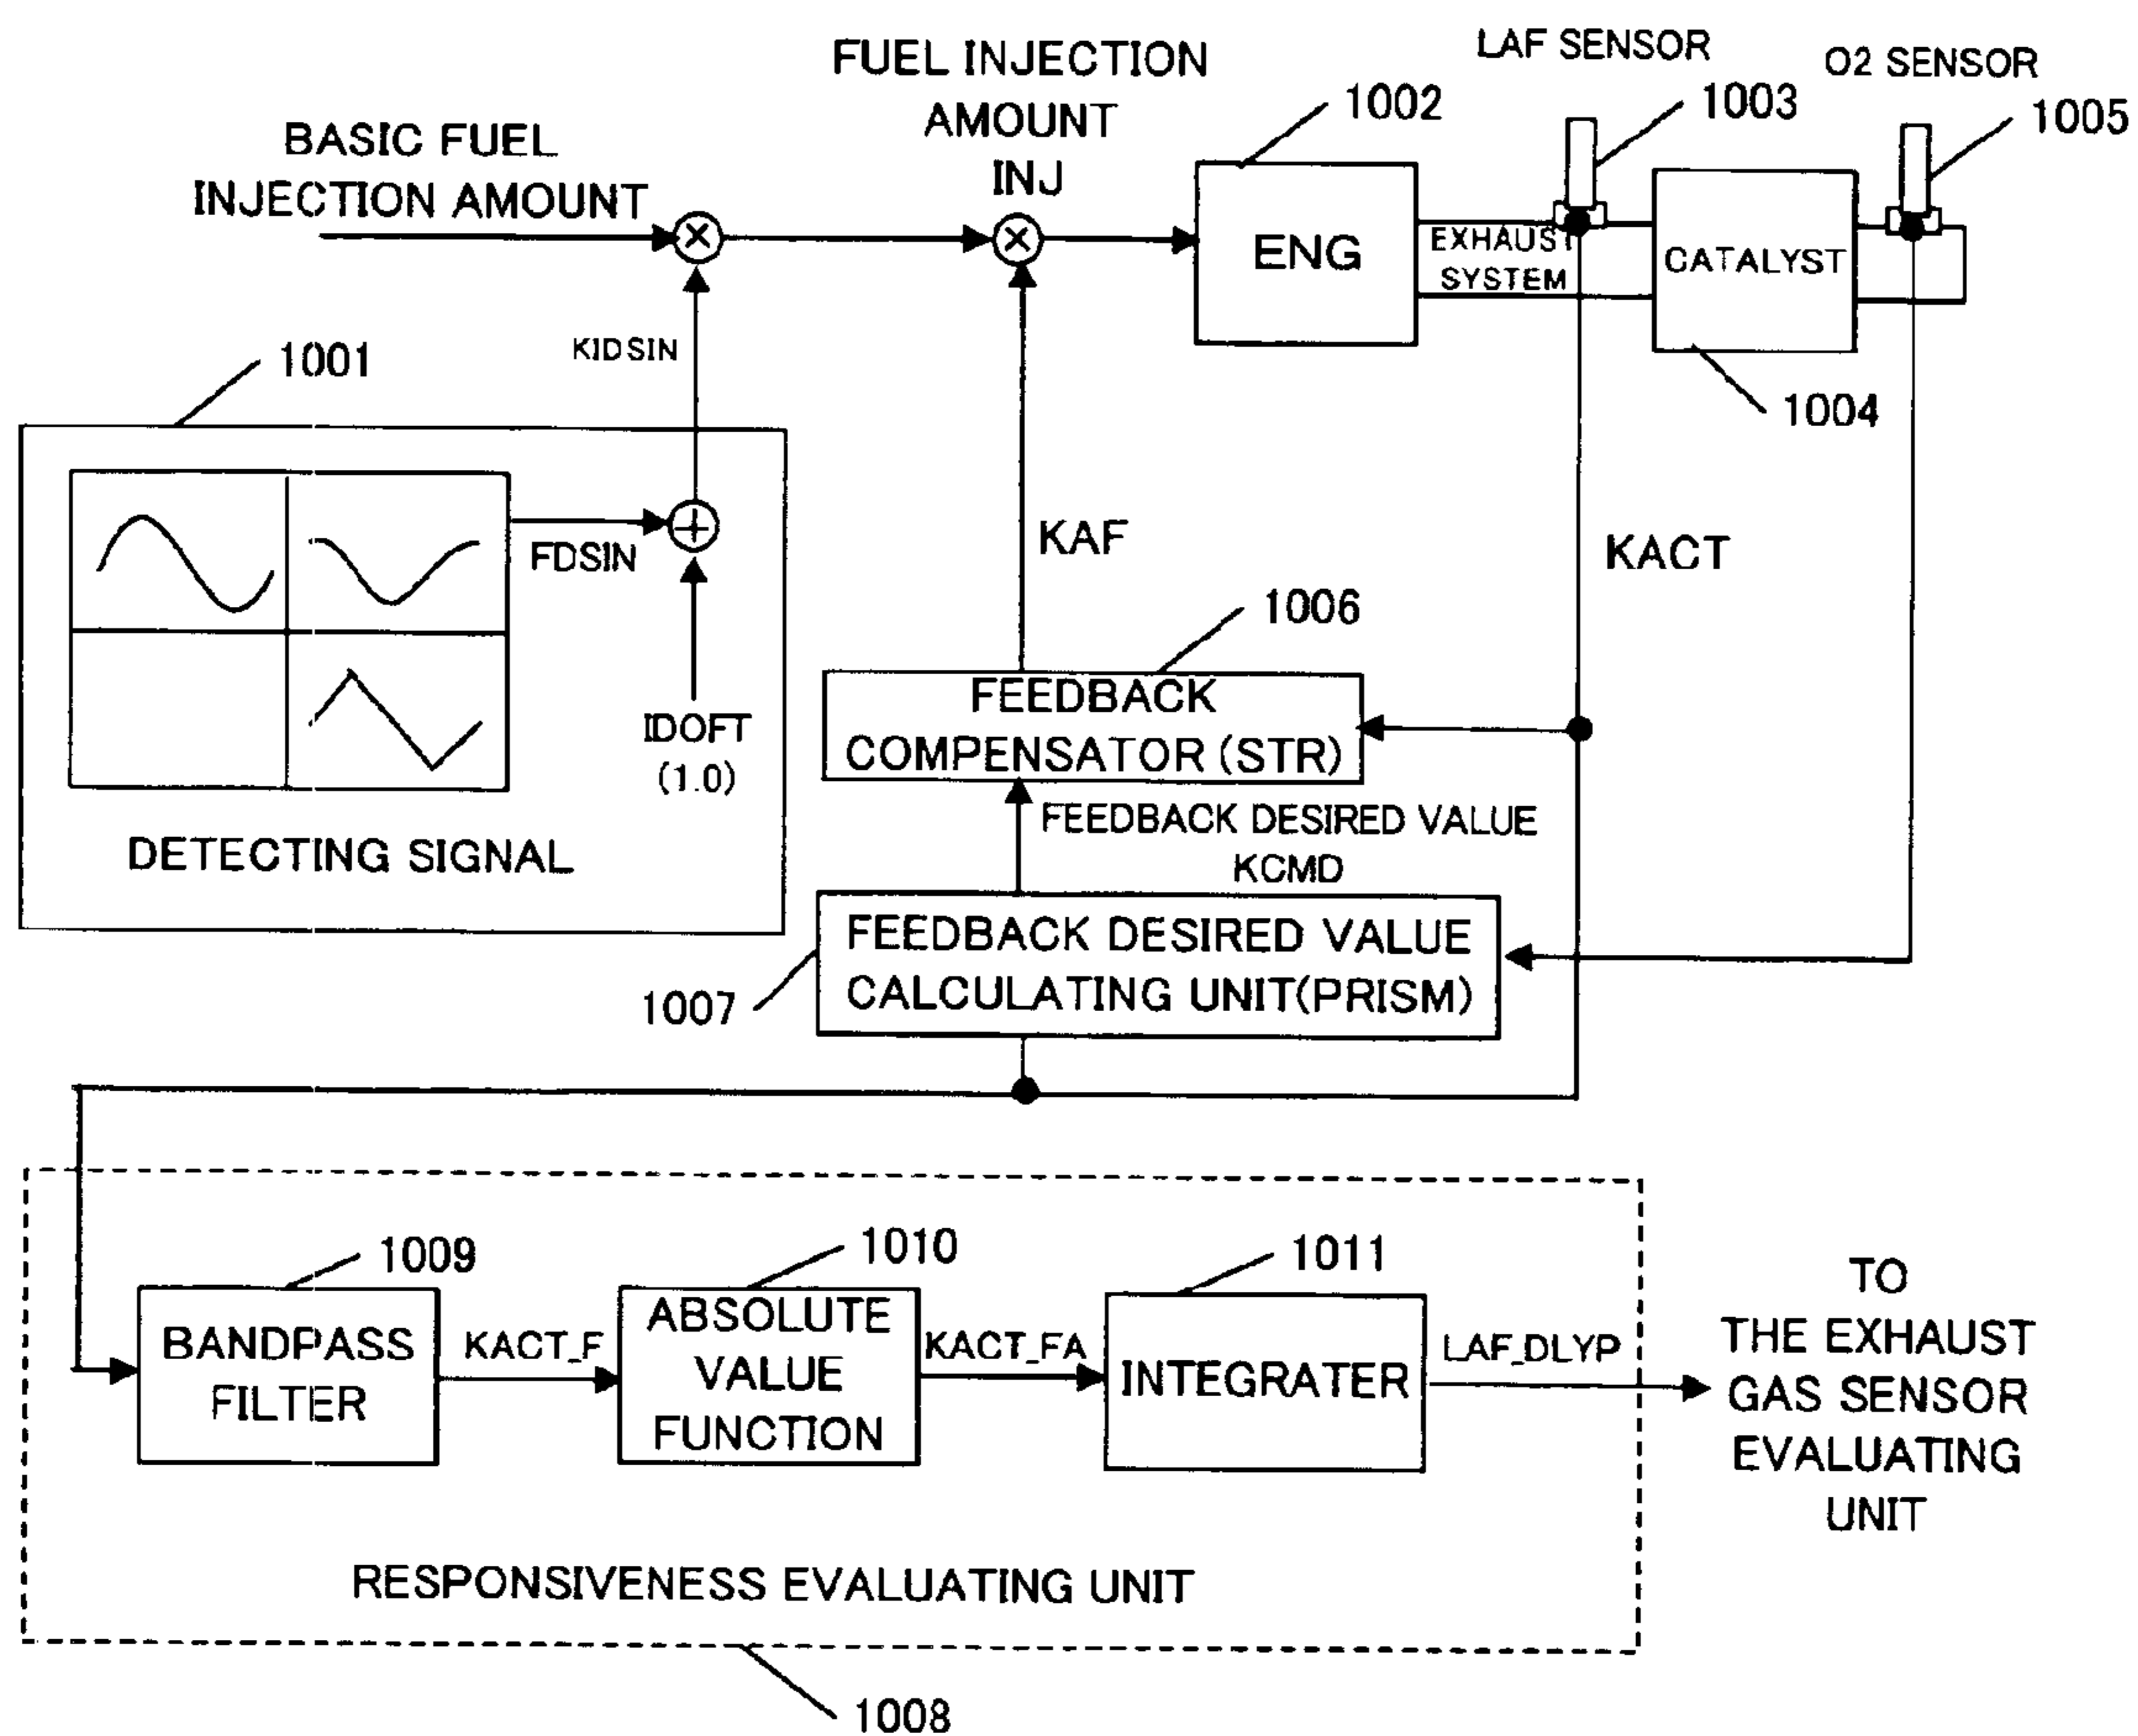 LAF SENSOR
1003
O2 SENSOR
1005
FUEL INJECTION
AMOUNT
INJ
1002
BASIC FUEL
INJECTION AMOUNT
ENG
EXHAUST
SYSTEM
CATALYST
1004
KIDSIN
1001
FDSIN
IDOFT
(1.0)
DETECTING SIGNAL
KAF
KACT
1006
FEEDBACK
COMPENSATOR (STR)
FEEDBACK DESIRED VALUE
KCMD
FEEDBACK DESIRED VALUE
CALCULATING UNIT(PRISM)
1007
1009
BANDPASS
FILTER
KACT_F
1010
ABSOLUTE
VALUE
FUNCTION
KACT_FA
1011
INTEGRATER
LAF_DLYP
TO
THE EXHAUST
GAS SENSOR
EVALUATING
UNIT
RESPONSIVENESS EVALUATING UNIT
1008